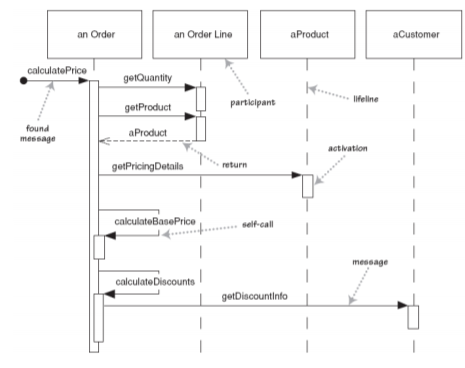 an Order
an Order Line
aProduct
aCustomer
calculatePrice
getQuantity
participant
lifeline
getProduct
found
message
aProduct
return
activation
getPricingDetails
calculateBasePrice
self-call
message
calculateDiscounts
getDiscountInfo